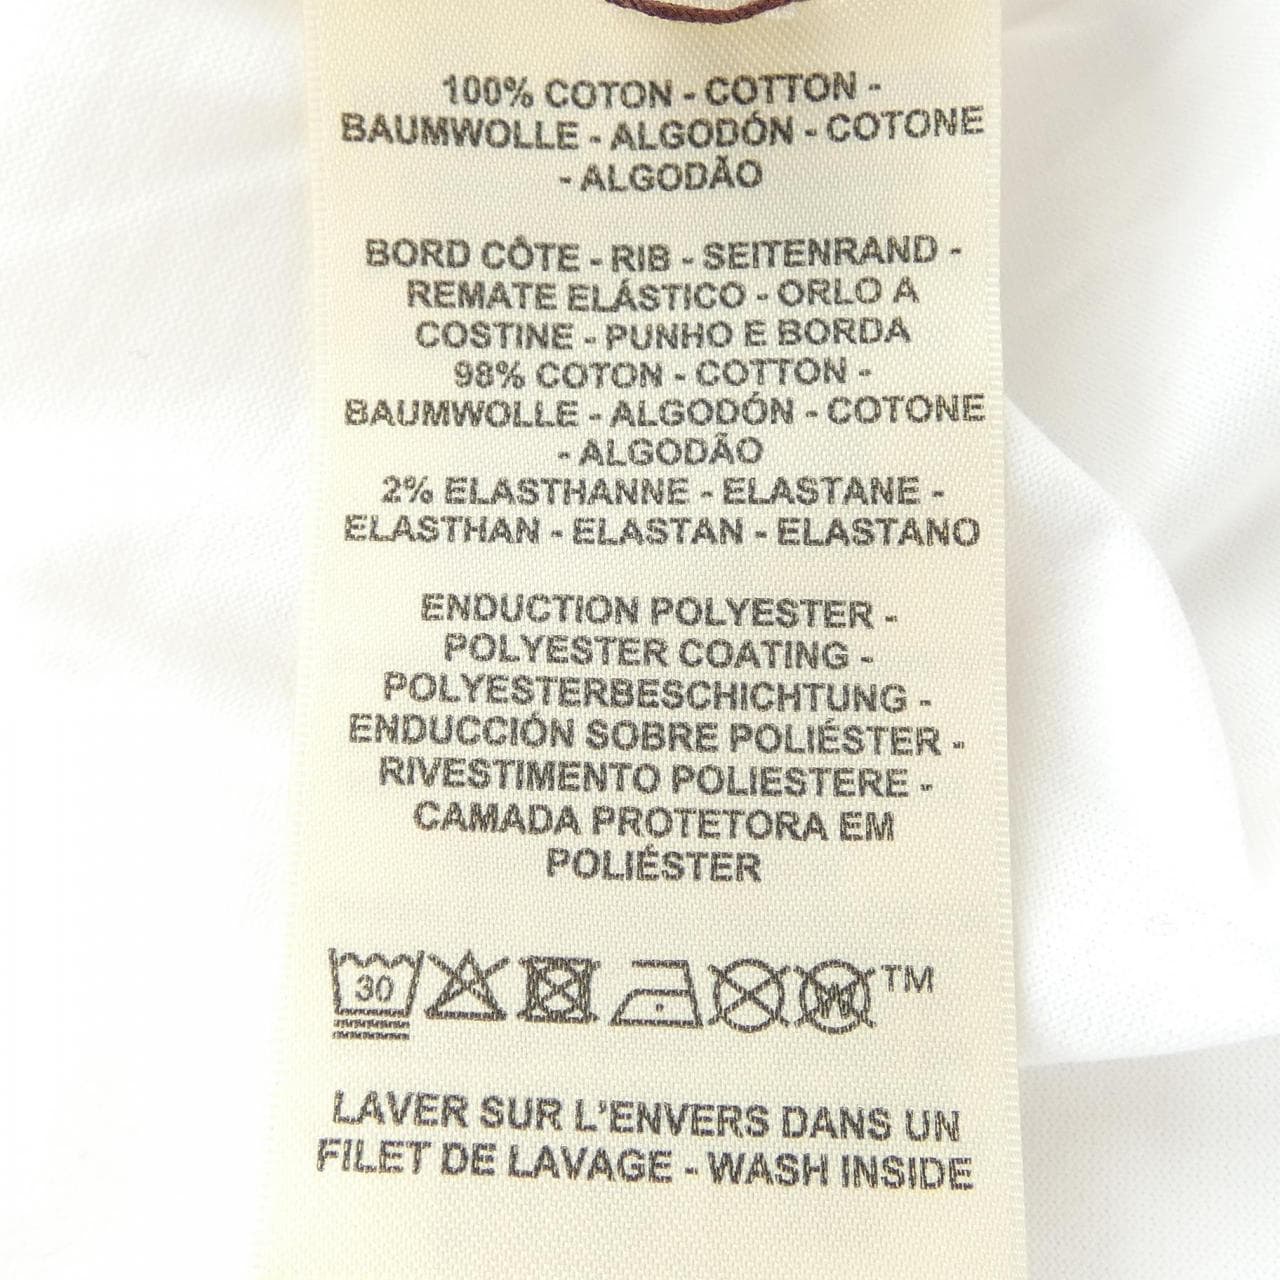 100% COTON - COTTON -
BAUMWOLLE - ALGODÓN - COTONE
- ALGODÃO
BORD CÔTE - RIB - SEITENRAND -
REMATE ELÁSTICO - ORLO A
COSTINE - PUNHO E BORDA
98% COTON - COTTON -
BAUMWOLLE - ALGODÓN - COTONE
- ALGODÃO
2% ELASTHANNE - ELASTANE -
ELASTHAN - ELASTAN - ELASTANO
ENDUCTION POLYESTER -
POLYESTER COATING -
POLYESTERBESCHICHTUNG -
ENDUCCIÓN SOBRE POLIÉSTER -
RIVESTIMENTO POLIESTERE -
CAMADA PROTETORA EM
POLIÉSTER
30 W TM
LAVER SUR L'ENVERS DANS UN
FILET DE LAVAGE - WASH INSIDE